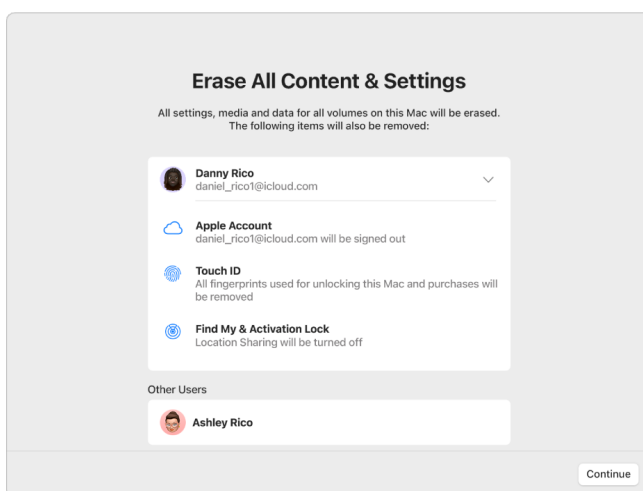 Erase All Content & Settings
All settings, media and data for all volumes on this Mac will be erased.
The following items will also be removed:
Danny Rico
daniel_rico1@icloud.com
Apple Account
daniel_rico1@icloud.com will be signed out
Touch ID
All fingerprints used for unlocking this Mac and purchases will
be removed
Find My & Activation Lock
Location Sharing will be turned off
Other Users
Ashley Rico
Continue